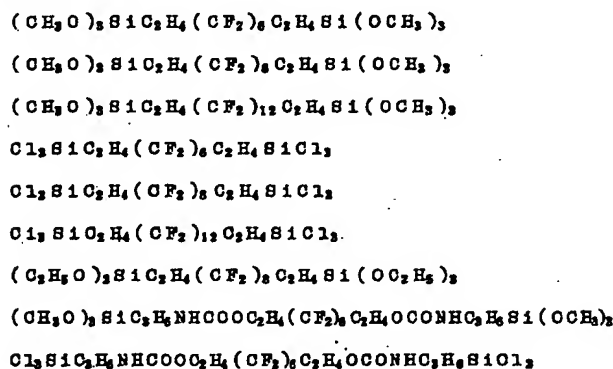 (CH₃O)₃SiC₂H₄(CF₂)₆C₂H₄Si(OCH₃)₃
(CH₃O)₃SiC₂H₄(CF₂)₈C₂H₄Si(OCH₃)₃
(CH₃O)₃SiC₂H₄(CF₂)₁₂C₂H₄Si(OCH₃)₃
Cl₃SiC₂H₄(CF₂)₆C₂H₄SiCl₃
Cl₃SiC₂H₄(CF₂)₈C₂H₄SiCl₃
Cl₃SiC₂H₄(CF₂)₁₂C₂H₄SiCl₃
(C₂H₅O)₃SiC₂H₄(CF₂)₈C₂H₄Si(OC₂H₅)₃
(CH₃O)₃SiC₃H₆NHCOOC₂H₄(CF₂)₆C₂H₄OCONHC₃H₆Si(OCH₃)₃
Cl₃SiC₃H₆NHCOOC₂H₄(CF₂)₆C₂H₄OCONHC₃H₆SiCl₃